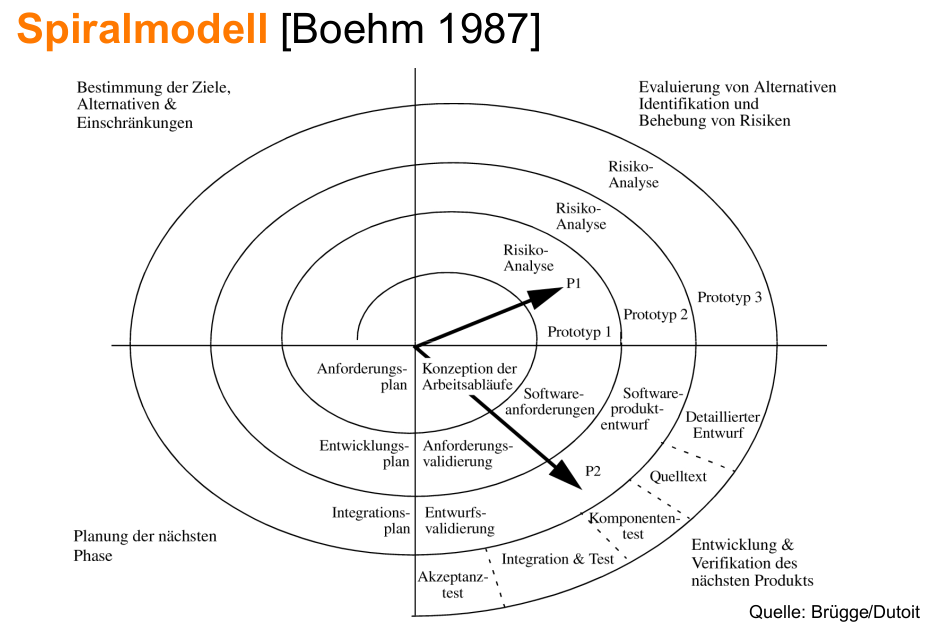 Spiralmodell [Boehm 1987]
Bestimmung der Ziele,
Alternativen &
Einschränkungen
Evaluierung von Alternativen
Identifikation und
Behebung von Risiken
Risiko-
Analyse
Risiko-
Analyse
Risiko-
Analyse
P1
Prototyp 1
Prototyp 2
Prototyp 3
Anforderungs-
plan
Konzeption der
Arbeitsabläufe
Software-
anforderungen
Software-
produkt-
entwurf
Detaillierter
Entwurf
Entwicklungs-
plan
Anforderungs-
validierung
P2
Quelltext
Integrations-
plan
Entwurfs-
validierung
Komponenten-
test
Integration & Test
Akzeptanz-
test
Planung der nächsten
Phase
Entwicklung &
Verifikation des
nächsten Produkts
Quelle: Brügge/Dutoit